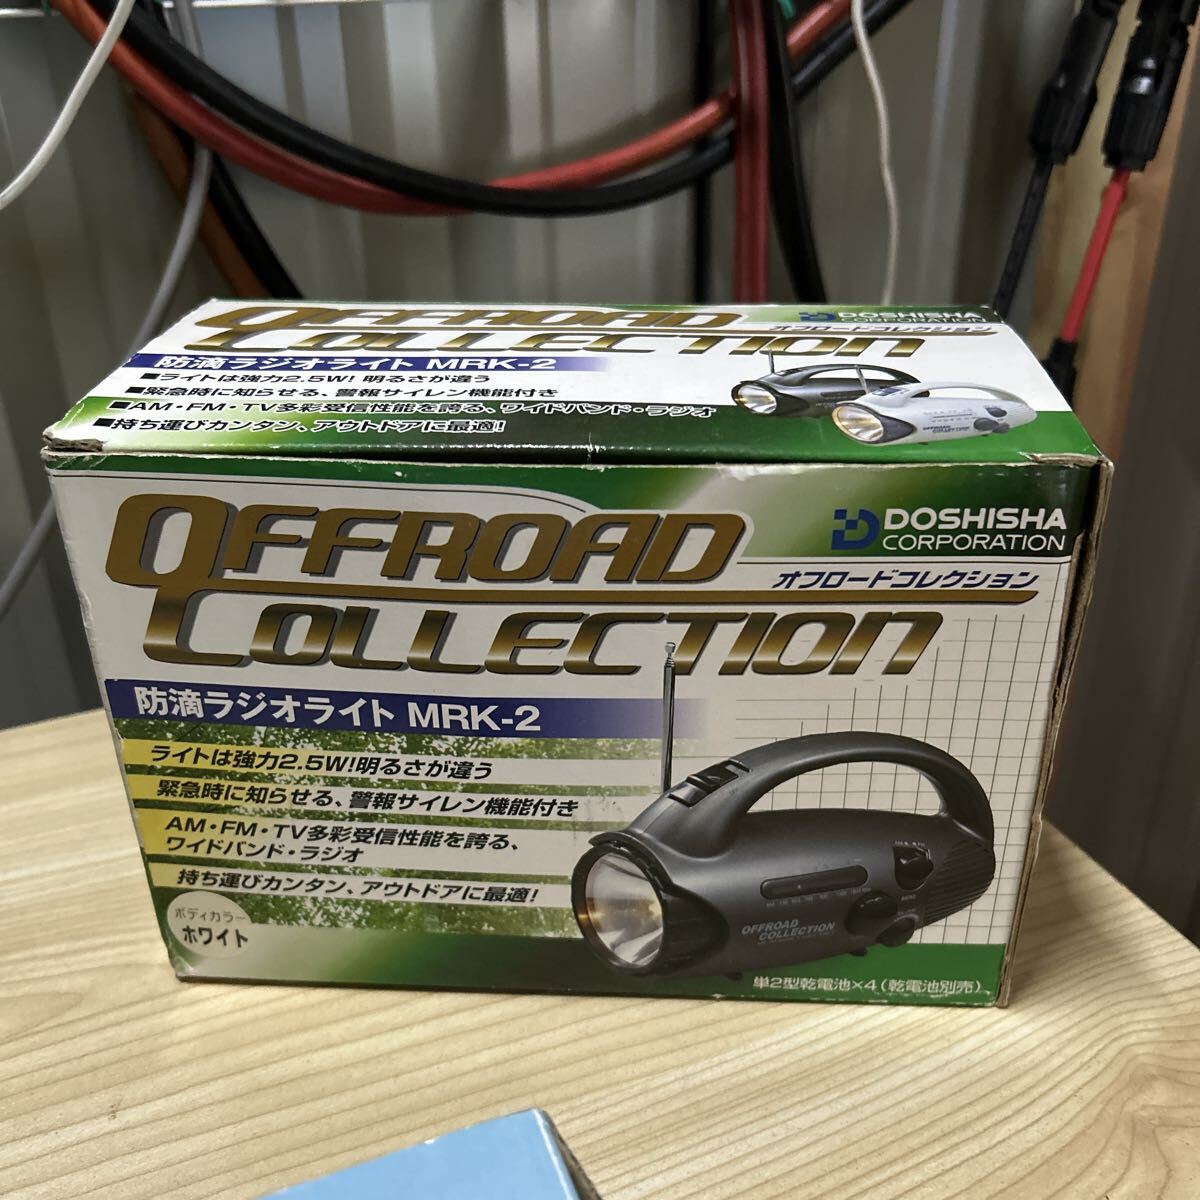 OFFROAD
COLLECTION
DOSHISHA
CORPORATION
オフロードコレクション
防滴ラジオライト MRK-2
■ライトは強力2.5W! 明るさが違う
■緊急時に知らせる、警報サイレン機能付き
■AM・FM・TV多彩受信性能を誇る、ワイドバンド・ラジオ
■持ち運びカンタン、アウトドアに最適!
OFFROAD
COLLECTION
DOSHISHA
CORPORATION
オフロードコレクション
防滴ラジオライト MRK-2
ライトは強力2.5W!明るさが違う
緊急時に知らせる、警報サイレン機能付き
AM・FM・TV多彩受信性能を誇る、
ワイドバンド・ラジオ
持ち運びカンタン、アウトドアに最適!
ボディカラー
ホワイト
OFFROAD
COLLECTION
単2型乾電池×4(乾電池別売)